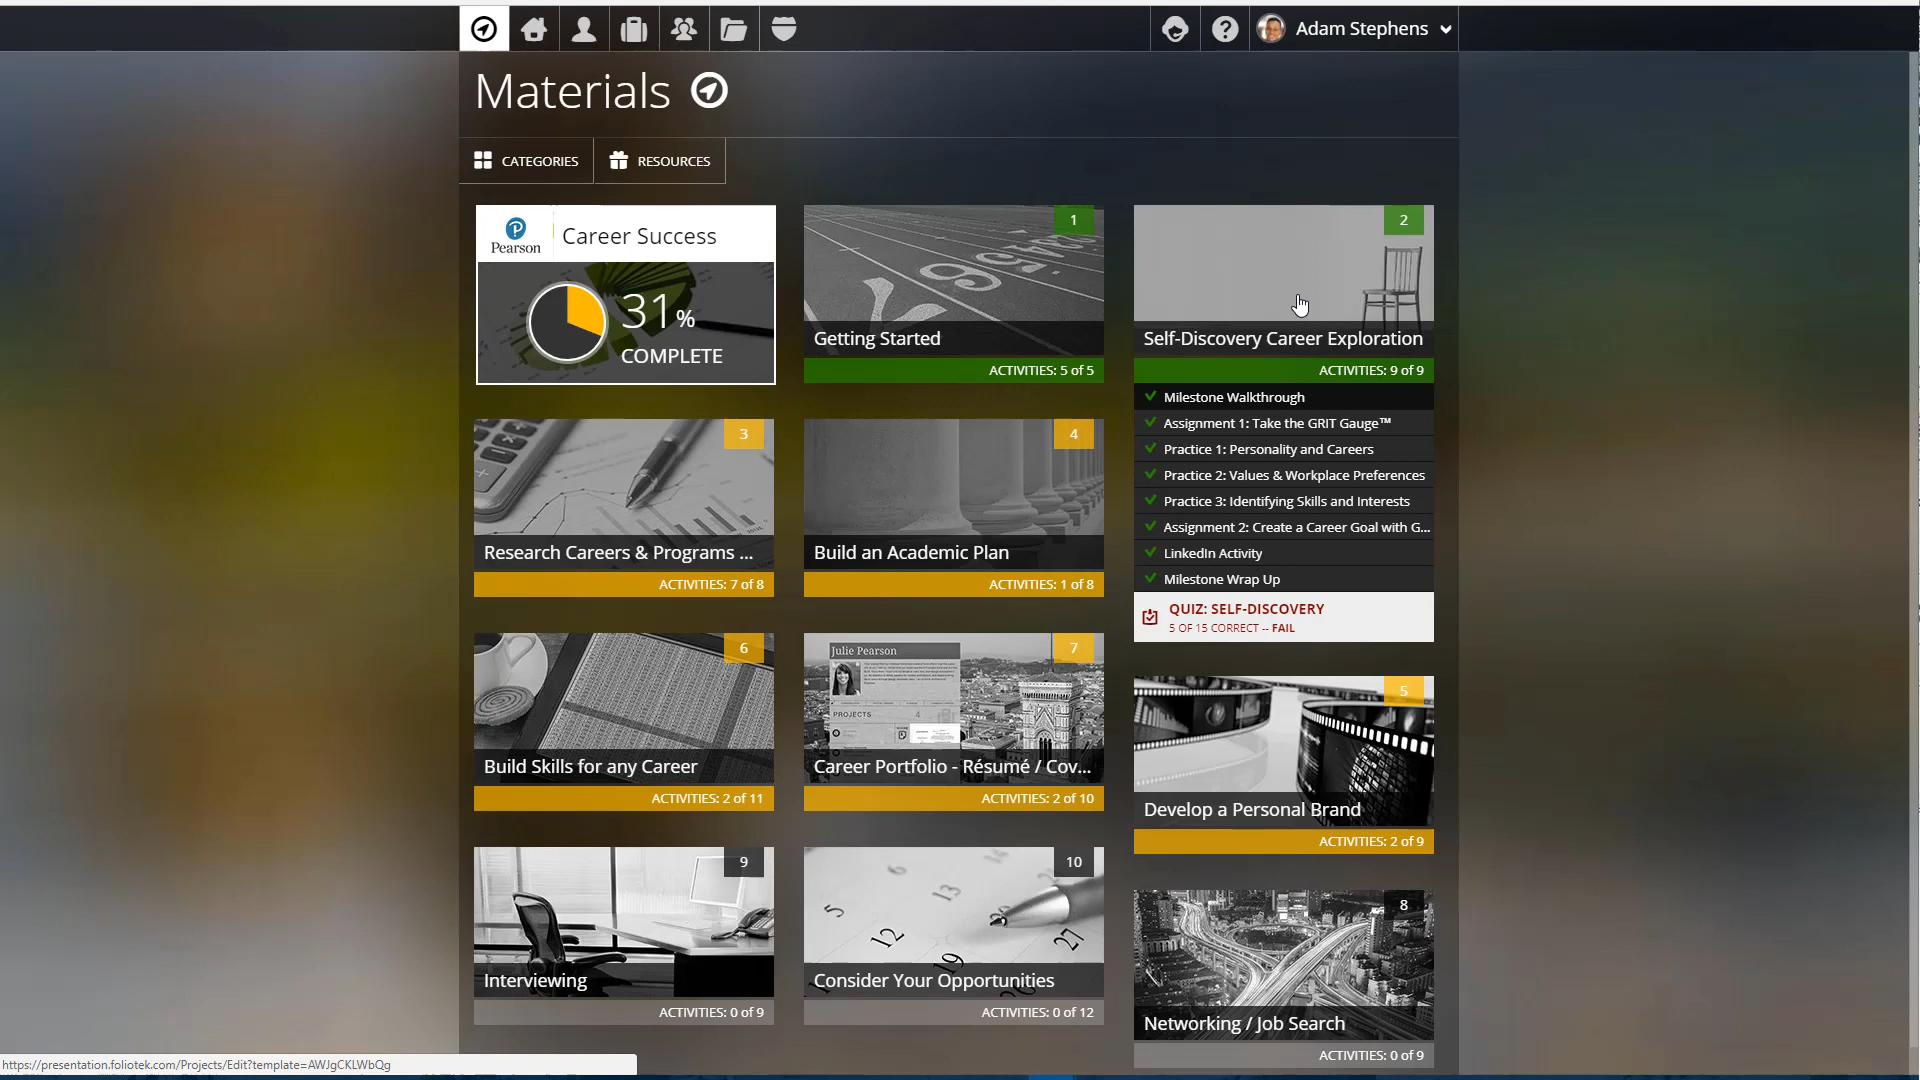 Adam Stephens
Materials
CATEGORIES
RESOURCES
Pearson
Career Success
31%
COMPLETE
1
Getting Started
ACTIVITIES: 5 of 5
2
Self-Discovery Career Exploration
ACTIVITIES: 9 of 9
Milestone Walkthrough
Assignment 1: Take the GRIT Gauge™
Practice 1: Personality and Careers
Practice 2: Values & Workplace Preferences
Practice 3: Identifying Skills and Interests
Assignment 2: Create a Career Goal with G...
LinkedIn Activity
Milestone Wrap Up
QUIZ: SELF-DISCOVERY
5 OF 15 CORRECT -- FAIL
3
Research Careers & Programs ...
ACTIVITIES: 7 of 8
4
Build an Academic Plan
ACTIVITIES: 1 of 8
5
Develop a Personal Brand
ACTIVITIES: 2 of 9
6
Build Skills for any Career
ACTIVITIES: 2 of 11
7
Julie Pearson
PROJECTS
4
Career Portfolio - Résumé / Cov...
ACTIVITIES: 2 of 10
8
Networking / Job Search
ACTIVITIES: 0 of 9
9
Interviewing
ACTIVITIES: 0 of 9
10
6
13
5
12
19
27
Consider Your Opportunities
ACTIVITIES: 0 of 12
https://presentation.foliotek.com/Projects/Edit?template=AWJgCKLWbQg